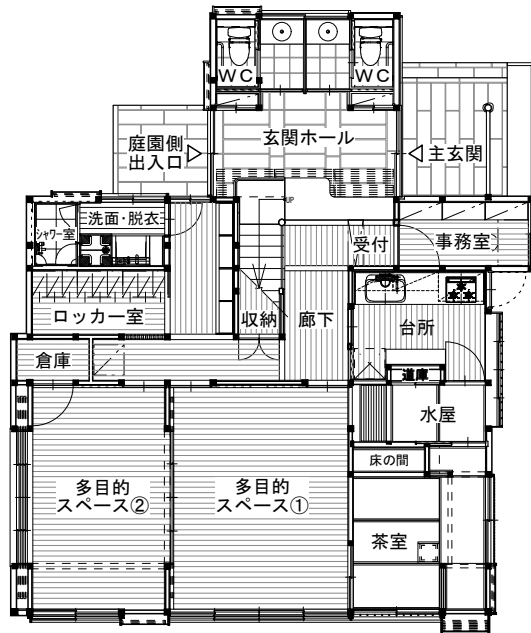 WC
WC
玄関ホール
庭園側
出入口
主玄関
UP
洗面・脱衣
シャワー室
受付
事務室
ロッカー室
収納
廊下
台所
倉庫
道庫
水屋
床の間
多目的
スペース②
多目的
スペース①
茶室